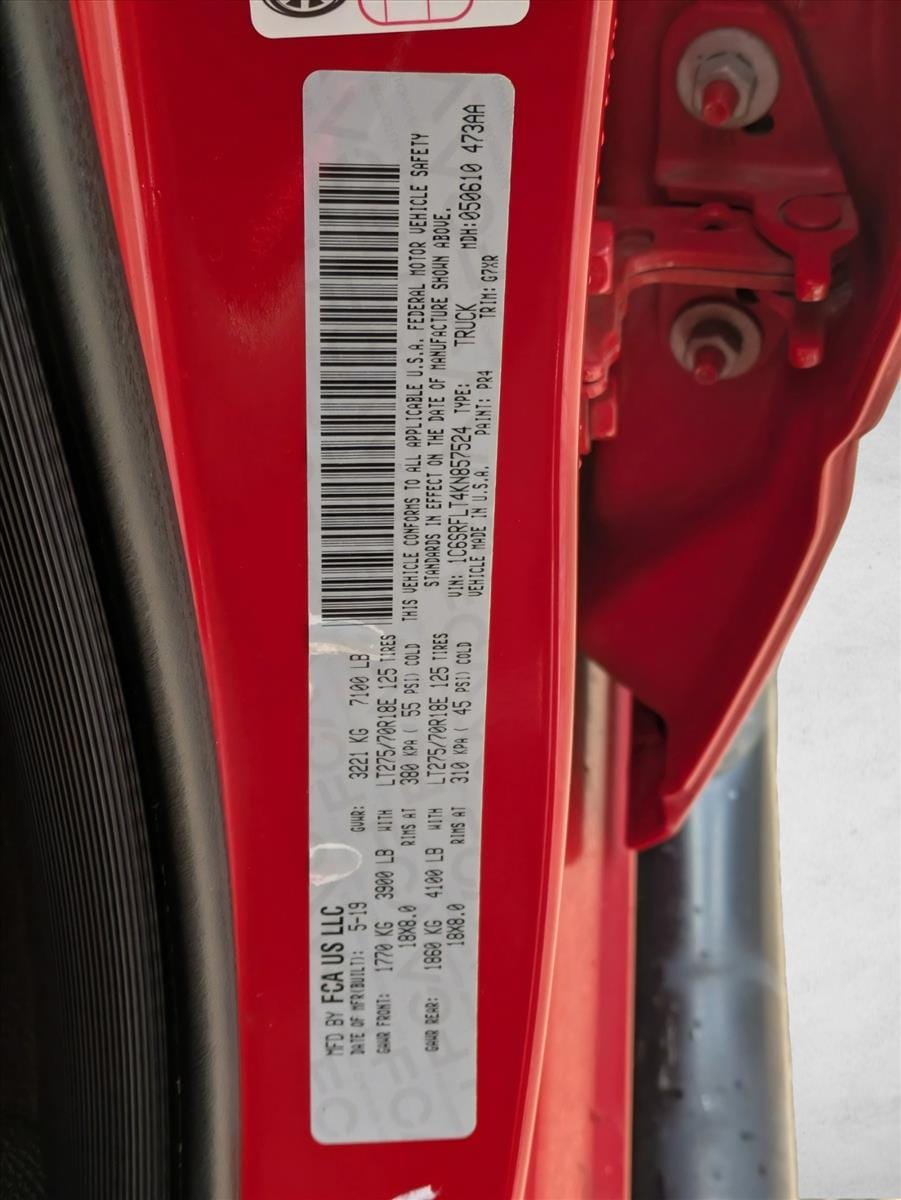 MFD BY FCA US LLC
DATE OF MFR(BUILT): 5-19 GVWR: 3221 KG 7100 LB
GAWR FRONT: 1770 KG 3900 LB WITH LT275/70R18E 125 TIRES
18X8.0 RIMS AT 380 KPA ( 55 PSI) COLD
GAWR REAR: 1860 KG 4100 LB WITH LT275/70R18E 125 TIRES
18X8.0 RIMS AT 310 KPA ( 45 PSI) COLD
THIS VEHICLE CONFORMS TO ALL APPLICABLE U.S.A. FEDERAL MOTOR VEHICLE SAFETY
STANDARDS IN EFFECT ON THE DATE OF MANUFACTURE SHOWN ABOVE.
VIN: 1C6SRFLT4KN857524 TYPE: TRUCK MDH:050610 473AA
VEHICLE MADE IN U.S.A. PAINT: PR4 TRIM: G7XR